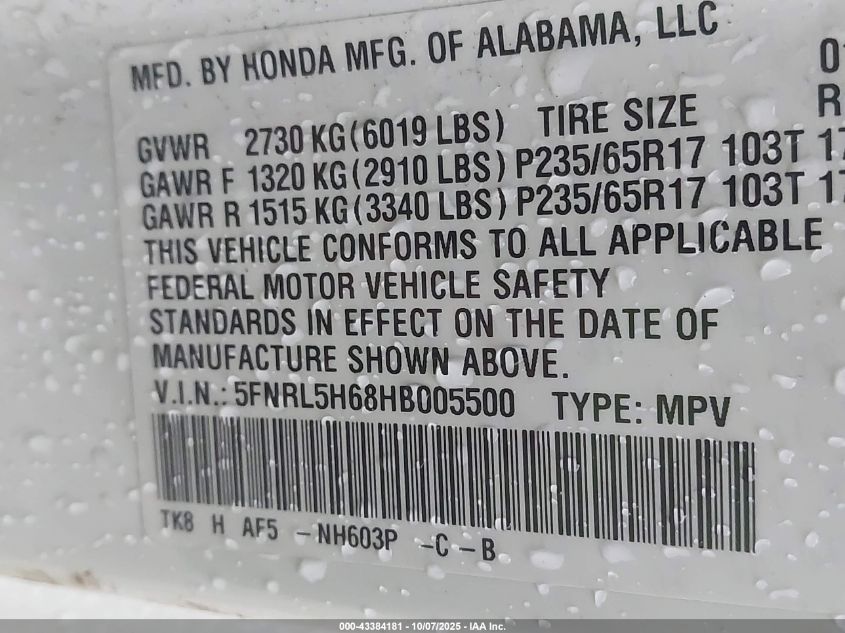 MFD. BY HONDA MFG. OF ALABAMA, LLC
GVWR 2730 KG(6019 LBS) TIRE SIZE R
GAWR F 1320 KG(2910 LBS) P235/65R17 103T 17
GAWR R 1515 KG(3340 LBS) P235/65R17 103T 17
THIS VEHICLE CONFORMS TO ALL APPLICABLE
FEDERAL MOTOR VEHICLE SAFETY
STANDARDS IN EFFECT ON THE DATE OF
MANUFACTURE SHOWN ABOVE.
V.I.N.: 5FNRL5H68HB005500 TYPE: MPV
TK8 H AF5 -NH603P -C-B
000-43384181 - 10/07/2025 - IAA Inc.